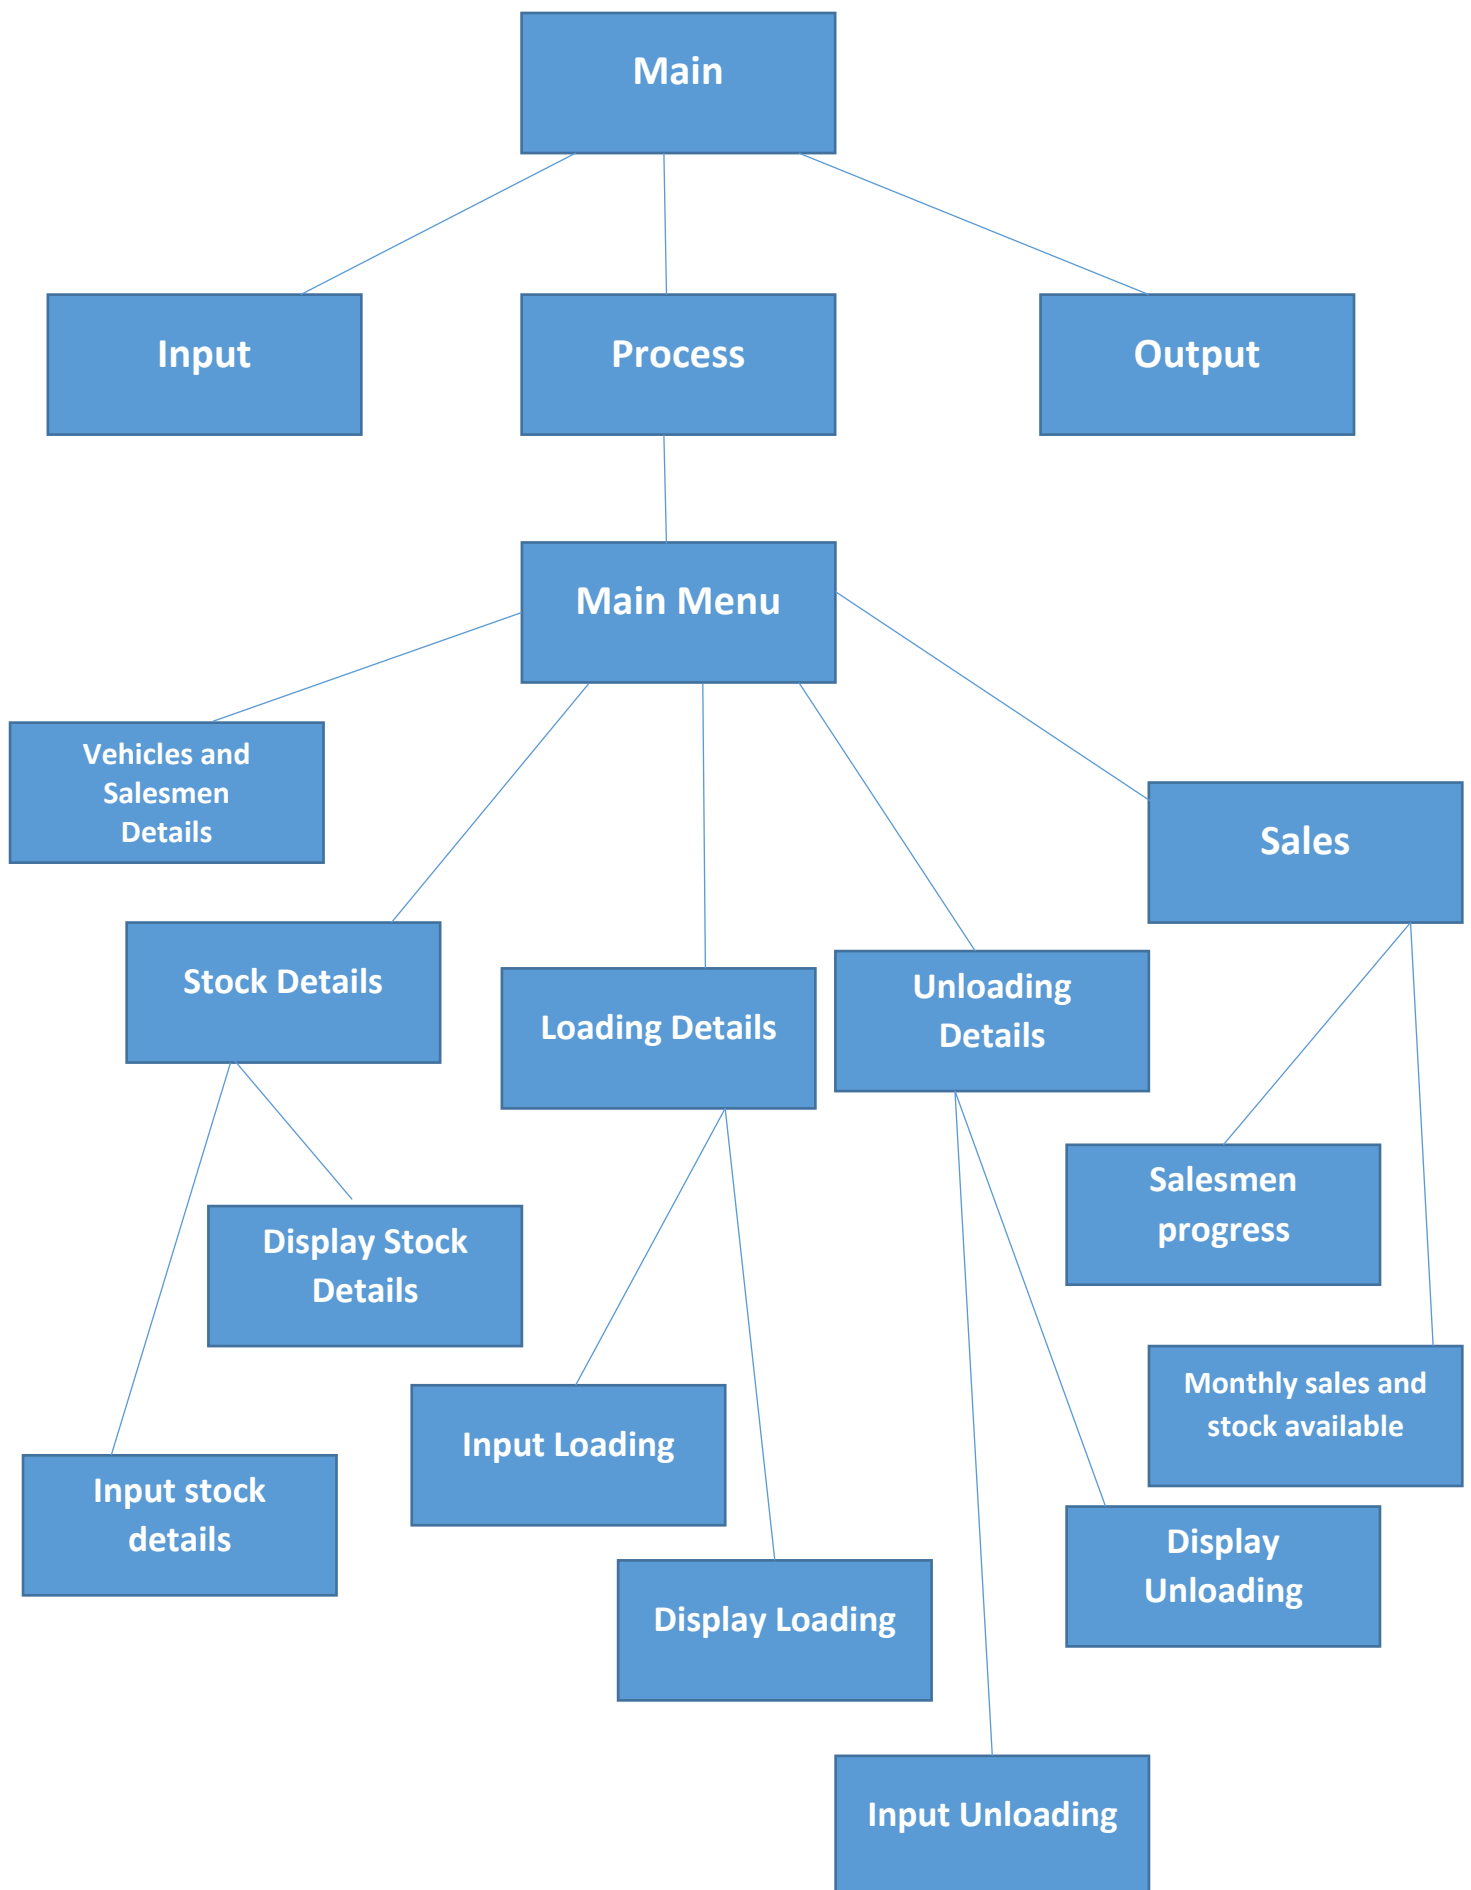 Main
Input
Process
Output
Main Menu
Vehicles and
Salesmen
Details
Sales
Stock Details
Loading Details
Unloading
Details
Salesmen
progress
Display Stock
Details
Monthly sales and
stock available
Input Loading
Input stock
details
Display
Unloading
Display Loading
Input Unloading